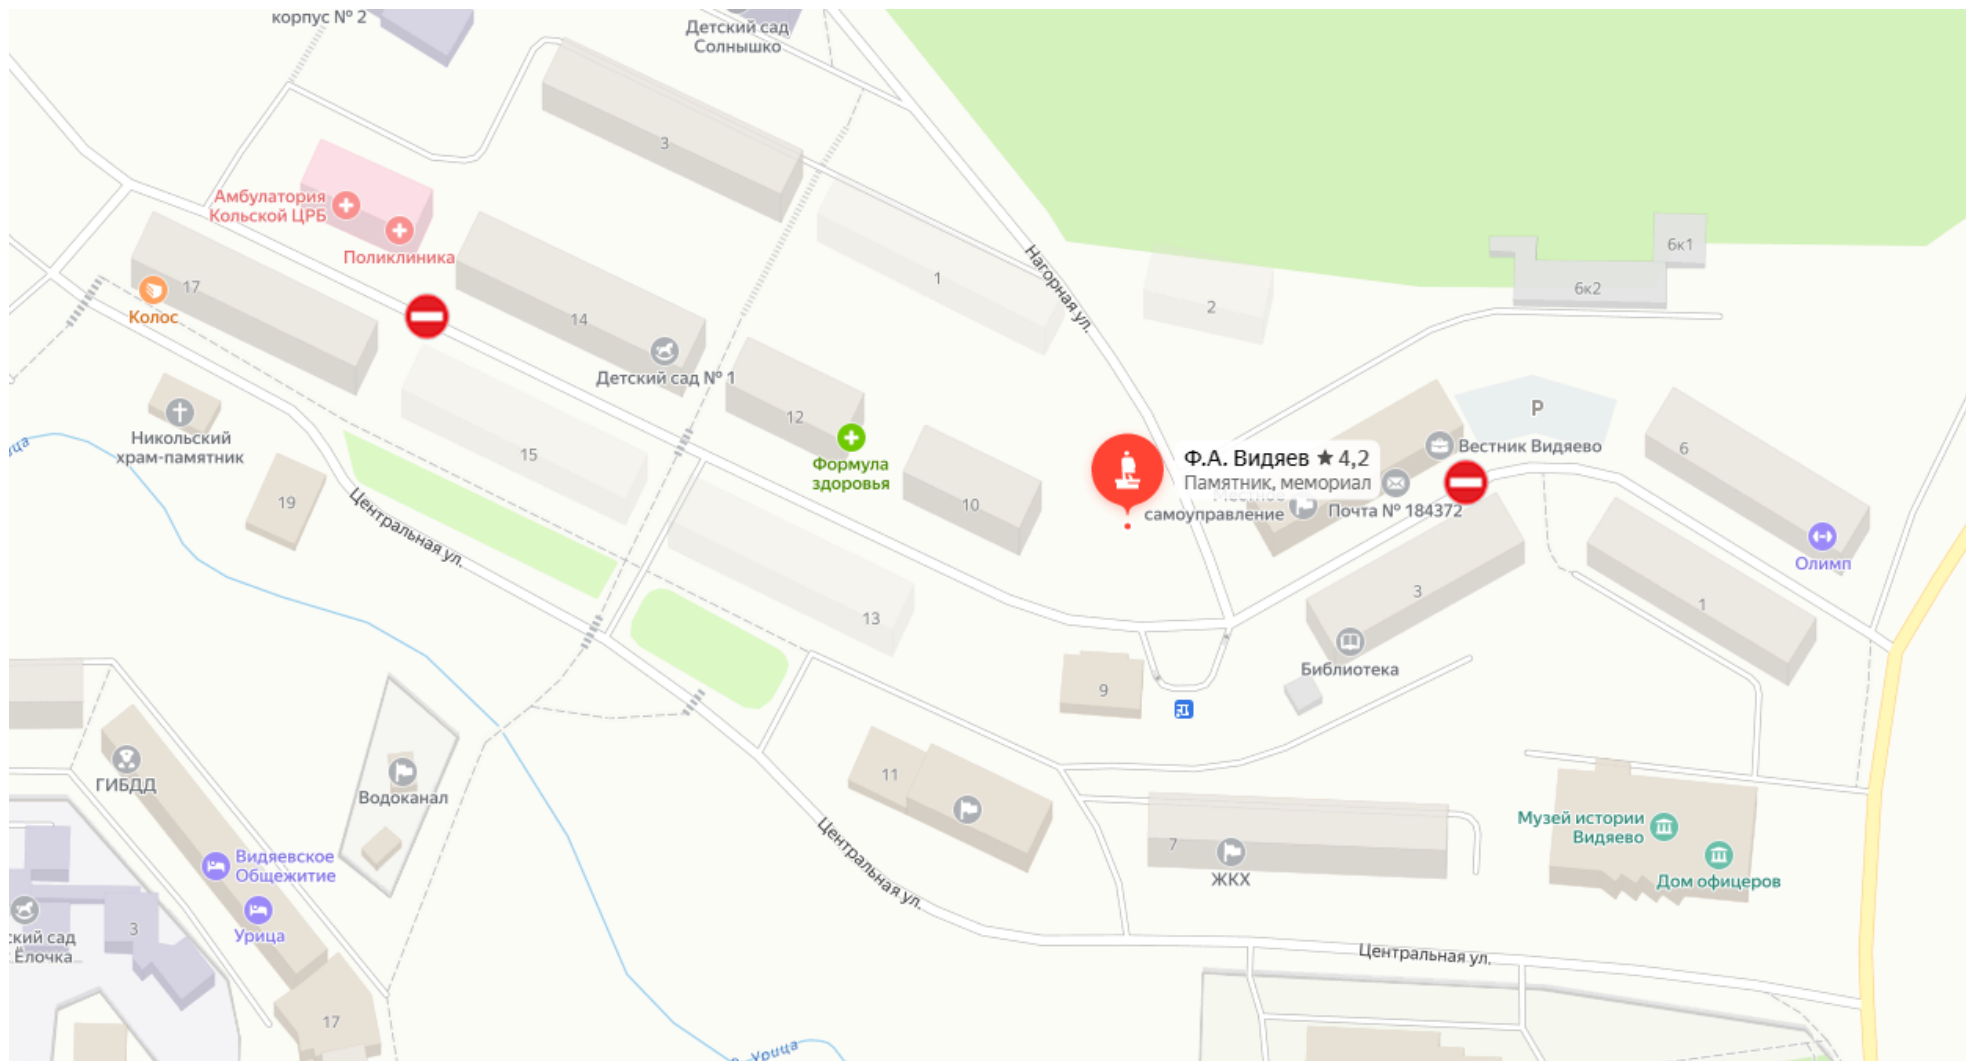 корпус № 2
Детский сад
Солнышко
3
Амбулатория
Кольской ЦРБ
Поликлиника
17
Колос
14
Детский сад № 1
1
Нагорная ул.
2
6к1
6к2
12
Формула
здоровья
10
Ф.А. Видяев ★ 4,2
Памятник, мемориал
самоуправление
Почта № 184372
Вестник Видяево
P
6
Олимп
Никольский
храм-памятник
15
19
Центральная ул.
13
3
Библиотека
1
9
ГИБДД
Водоканал
11
7
ЖКХ
Музей истории
Видяево
Дом офицеров
Видяевское
Общежитие
Урица
Центральная ул.
3
Ёлочка
17
Центральная ул.
Урица